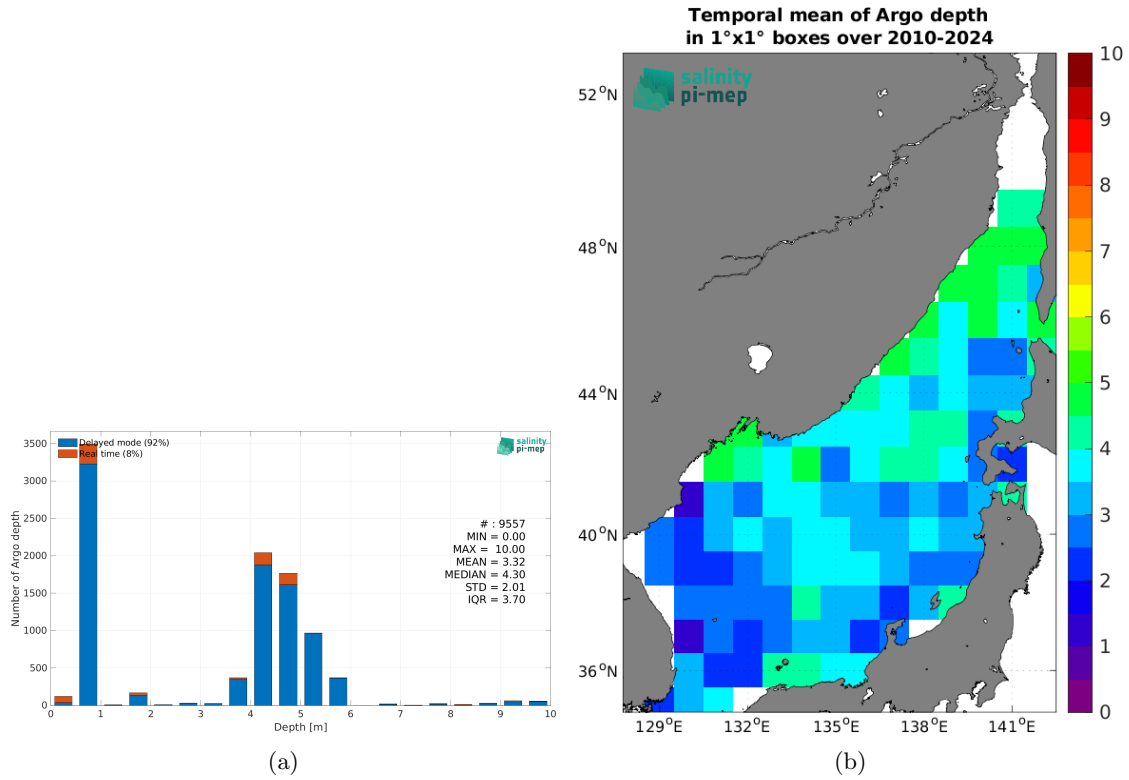 3500
3000
2500
2000
1500
1000
500
0
Number of Argo depth
Delayed mode (92%)
Real time (8%)
salinity
pi-mep
# : 9557
MIN = 0.00
MAX = 10.00
MEAN = 3.32
MEDIAN = 4.30
STD = 2.01
IQR = 3.70
0 1 2 3 4 5 6 7 8 9 10
Depth [m]
(a)
Temporal mean of Argo depth
in 1°x1° boxes over 2010-2024
salinity
pi-mep
52°N
48°N
44°N
40°N
36°N
129°E 132°E 135°E 138°E 141°E
10
9
8
7
6
5
4
3
2
1
0
(b)